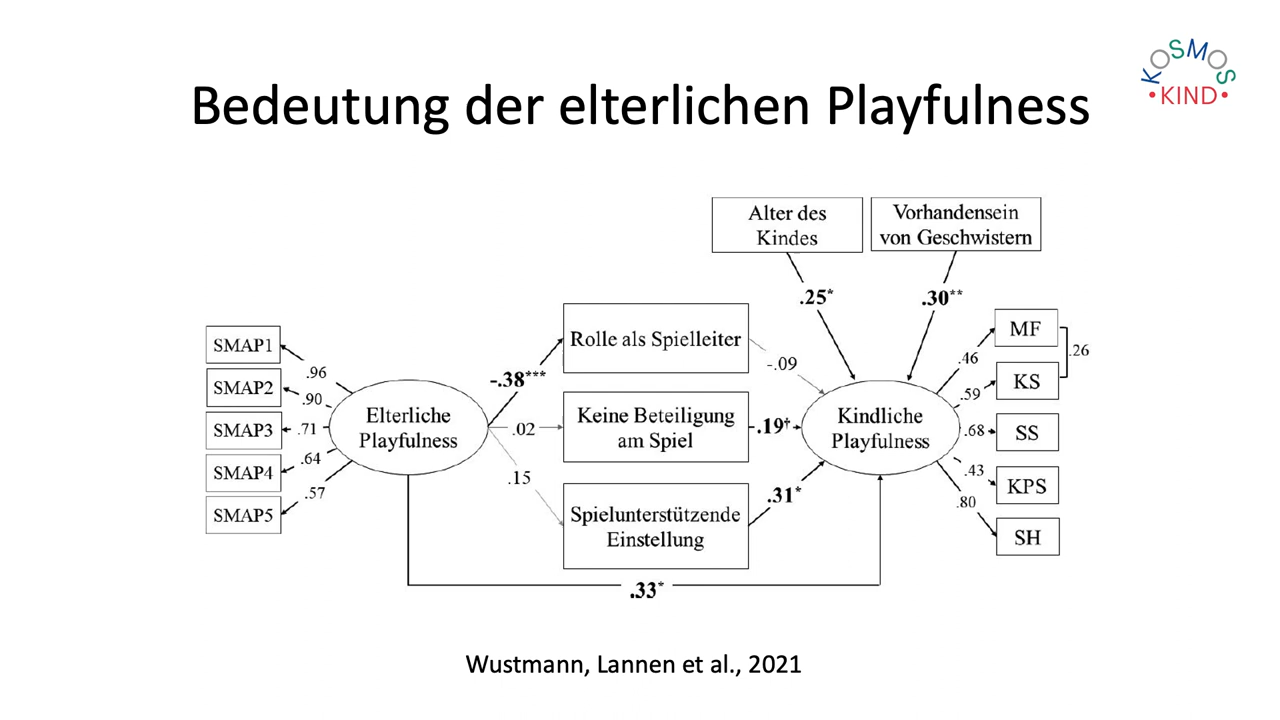 KOSMOS
•KIND•
Bedeutung der elterlichen Playfulness
Alter des
Kindes
Vorhandensein
von Geschwistern
.25*
.30**
SMAP1
SMAP2
SMAP3
SMAP4
SMAP5
.96
.90
.71
.64
.57
Elterliche
Playfulness
-.38***
.02
.15
Rolle als Spielleiter
Keine Beteiligung
am Spiel
Spielunterstützende
Einstellung
-.09
.19†
.31*
Kindliche
Playfulness
.46
.59
.68
.43
.80
MF
KS
SS
KPS
SH
.26
.33*
Wustmann, Lannen et al., 2021